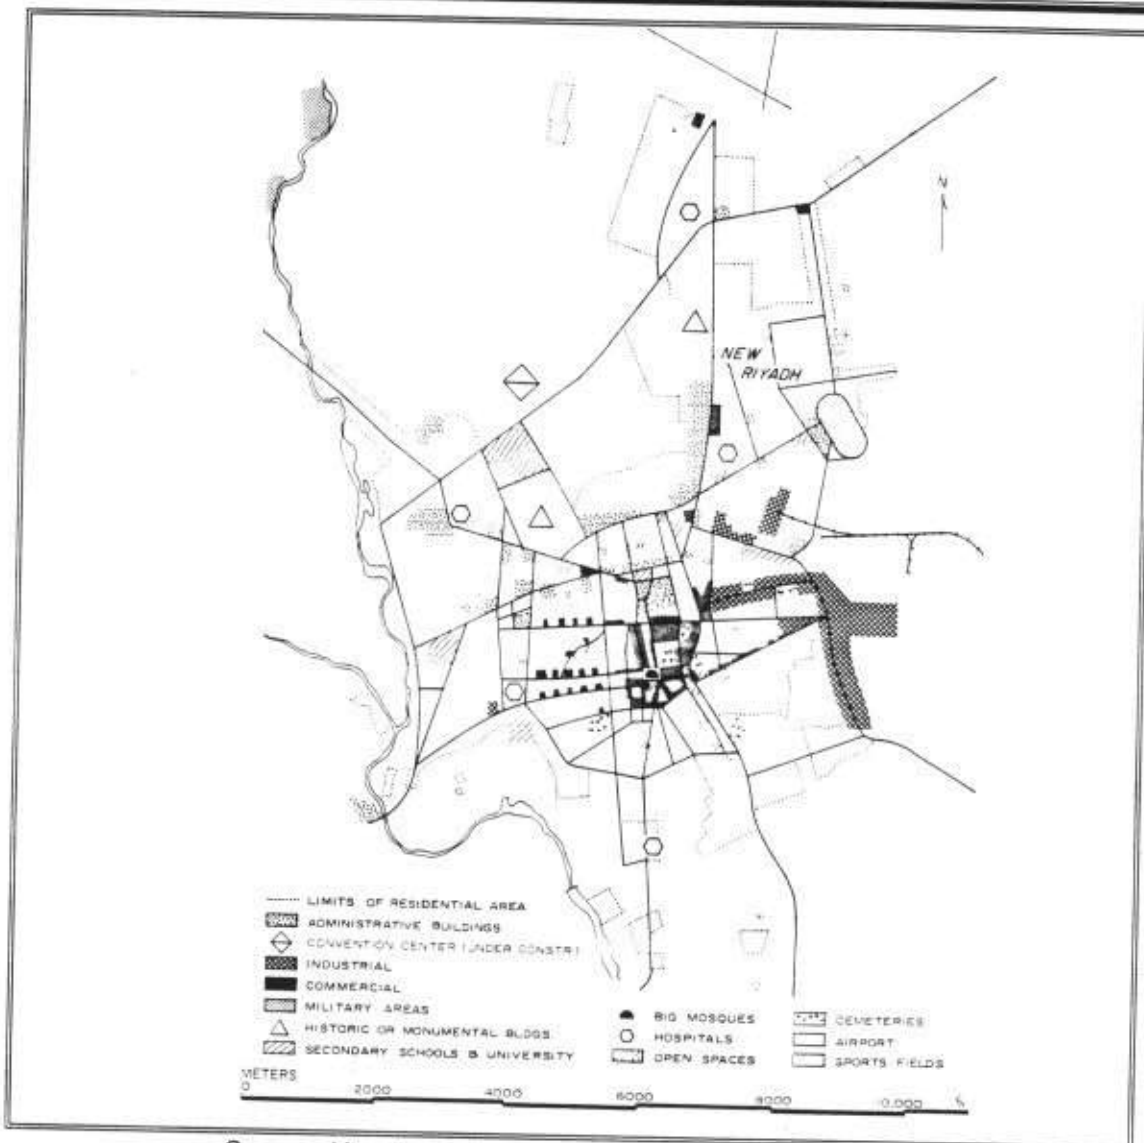 N
NEW
RIYADH
LIMITS OF RESIDENTIAL AREA
ADMINISTRATIVE BUILDINGS
CONVENTION CENTER (UNDER CONSTR)
INDUSTRIAL
COMMERCIAL
MILITARY AREAS
HISTORIC OR MONUMENTAL BLDGS
SECONDARY SCHOOLS & UNIVERSITY
BIG MOSQUES
HOSPITALS
OPEN SPACES
CEMETERIES
AIRPORT
SPORTS FIELDS
METERS
0 2000 4000 6000 8000 0,000